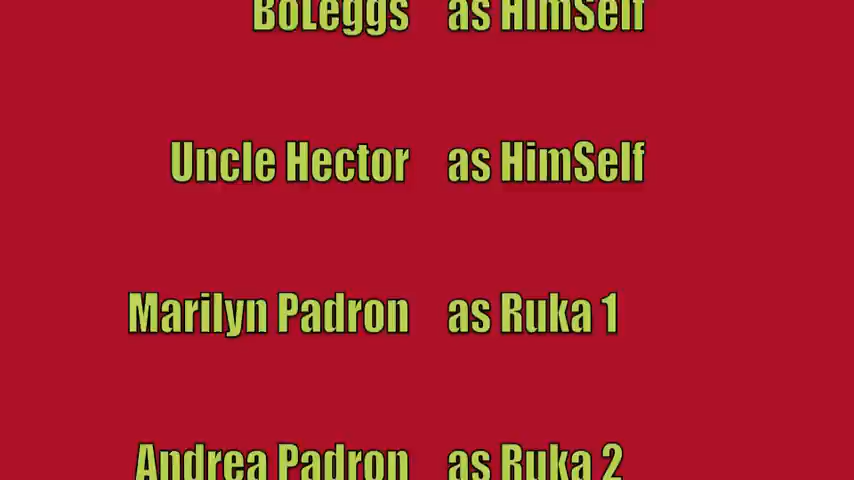 BoLeggs as HimSelf
Uncle Hector as HimSelf
Marilyn Padron as Ruka 1
Andrea Padron as Ruka 2